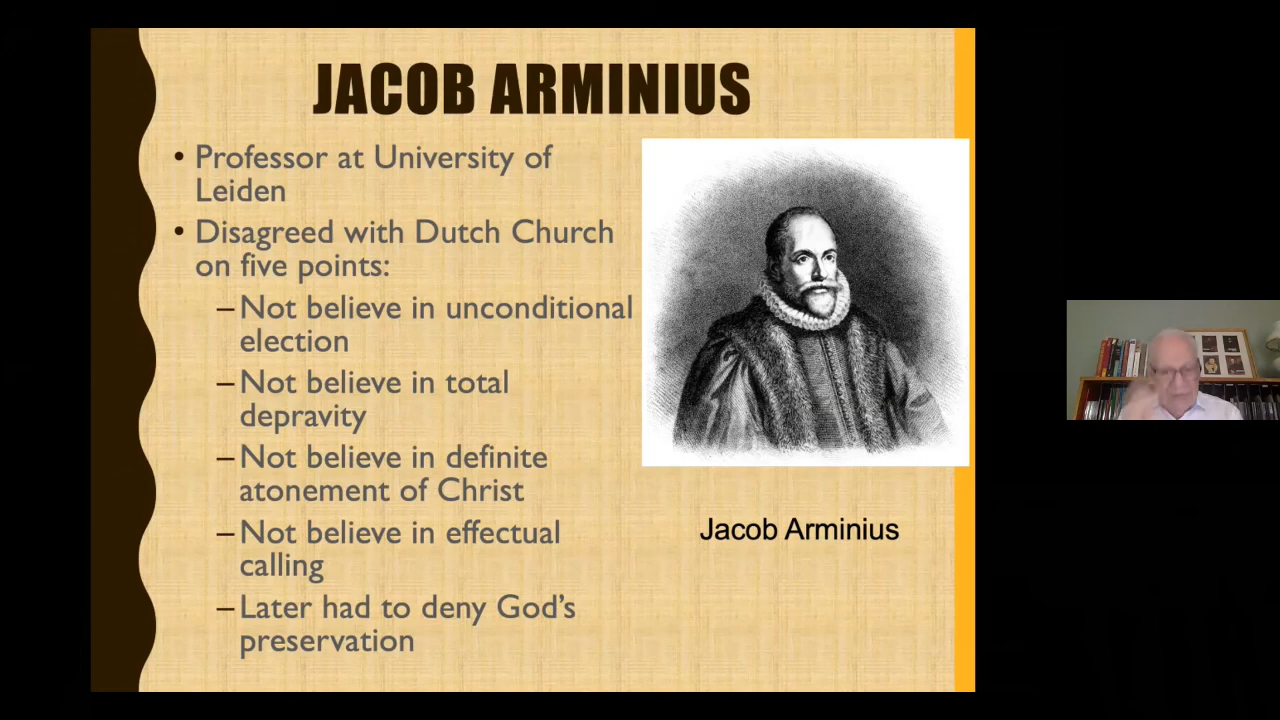 JACOB ARMINIUS
• Professor at University of
Leiden
• Disagreed with Dutch Church
on five points:
–Not believe in unconditional
election
–Not believe in total
depravity
–Not believe in definite
atonement of Christ
–Not believe in effectual
calling
–Later had to deny God’s
preservation
Jacob Arminius